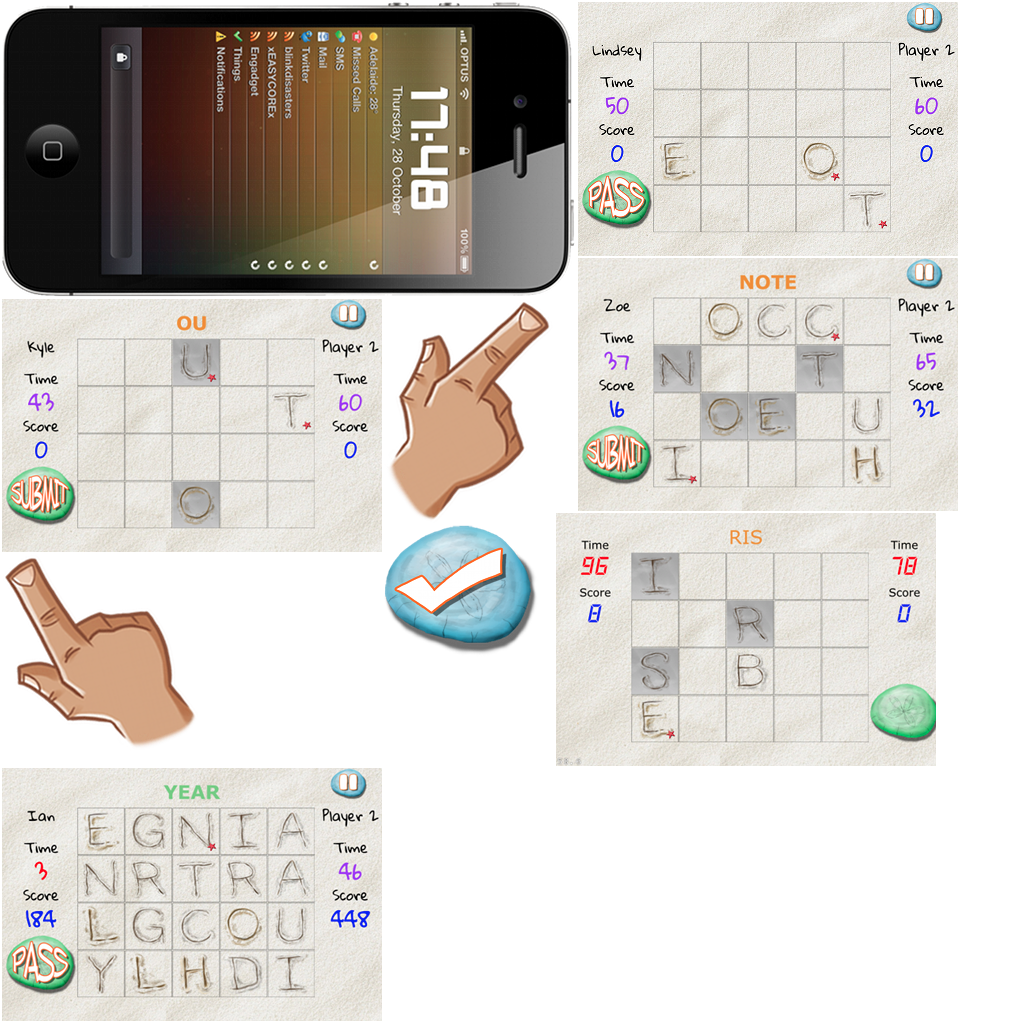 OPTUS
100%
17:48
Thursday, 28 October
Adelaide: 28°
Missed Calls
SMS
Mail
Twitter
blinkdisasters
xEASYCOREx
Engadget
Things
Notifications
Lindsey
Player 2
Time
50
Time
60
Score
0
Score
0
E O
T
PASS
OU
Kyle
Player 2
Time
43
Time
60
Score
0
Score
0
U
T
O
SUBMIT
NOTE
Zoe
Player 2
Time
37
Time
65
Score
16
Score
32
O C C
N T
O E U
I H
SUBMIT
RIS
Time
96
Time
78
Score
8
Score
0
I
R
S B
E
YEAR
Ian
Player 2
Time
3
Time
46
Score
184
Score
448
E G N I A
N R T R A
L G C O U
Y L H D I
PASS